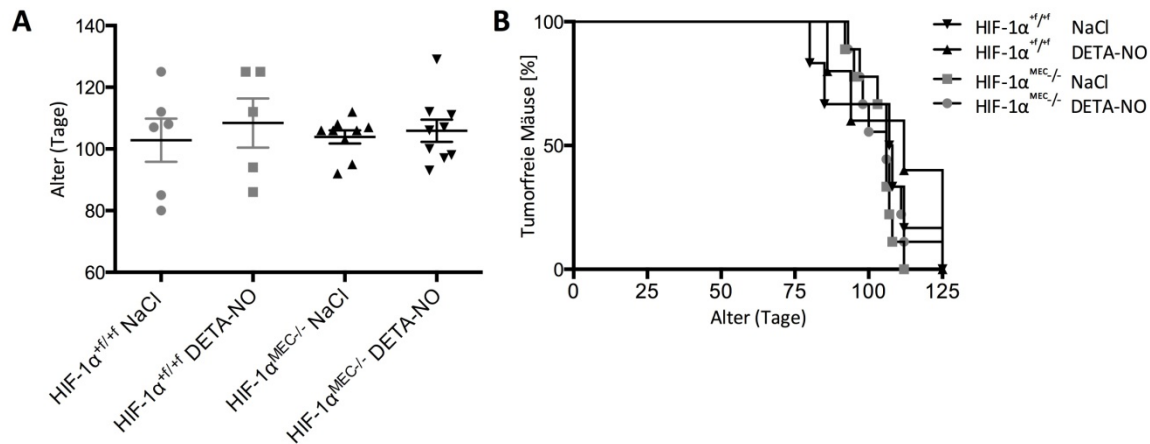 A
140
120
100
80
60
Alter (Tage)
HIF-1α+f/+f NaCl
HIF-1α+f/+f DETA-NO
HIF-1αMEC-/- NaCl
HIF-1αMEC-/- DETA-NO
B
100
50
0
Tumorfreie Mäuse [%]
0 25 50 75 100 125
Alter (Tage)
HIF-1α+f/+f NaCl
HIF-1α+f/+f DETA-NO
HIF-1αMEC-/- NaCl
HIF-1αMEC-/- DETA-NO